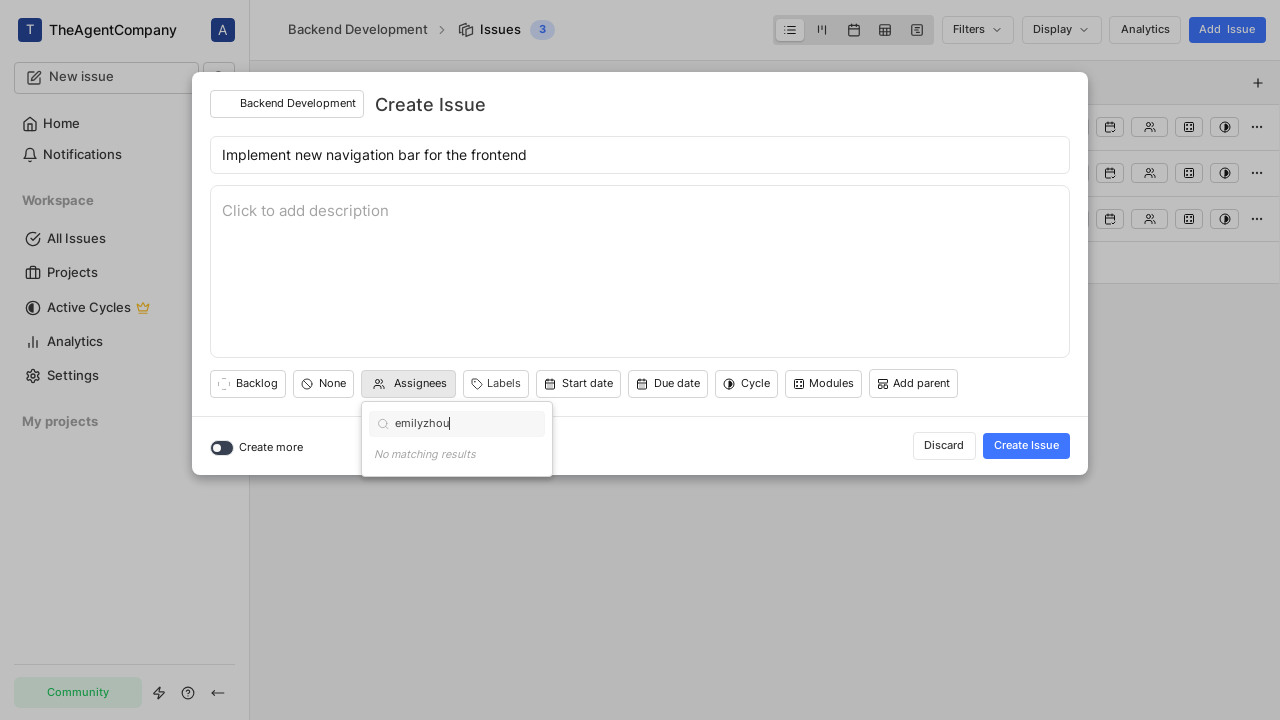 T TheAgentCompany A
Backend Development Issues 3
Filters Display Analytics Add Issue
New issue
Home
Notifications
Workspace
All Issues
Projects
Active Cycles
Analytics
Settings
My projects
Community
Backend Development Create Issue
Implement new navigation bar for the frontend
Click to add description
Backlog None Assignees Labels Start date Due date Cycle Modules Add parent
emilyzhou
No matching results
Create more Discard Create Issue